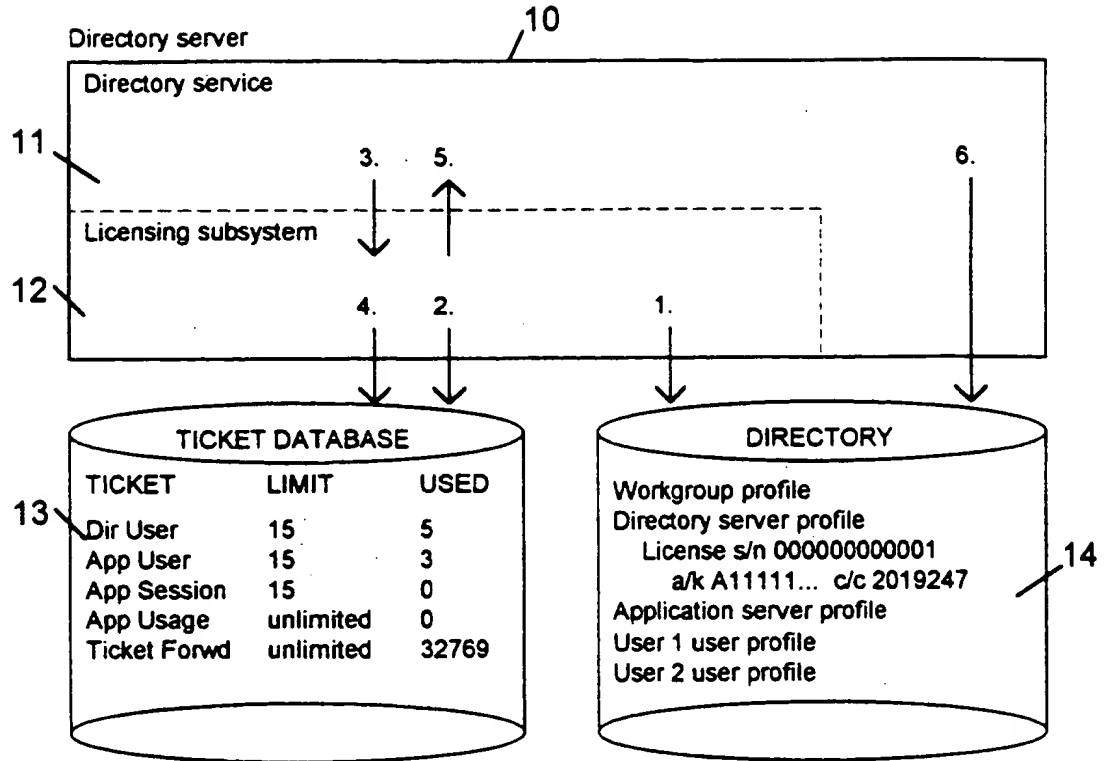 10
Directory server
Directory service
11
3. 5. 6.
Licensing subsystem
12
4. 2. 1.
TICKET DATABASE
TICKET LIMIT USED
13
Dir User 15 5
App User 15 3
App Session 15 0
App Usage unlimited 0
Ticket Forwd unlimited 32769
DIRECTORY
Workgroup profile
Directory server profile
License s/n 000000000001
a/k A11111... c/c 2019247
14
Application server profile
User 1 user profile
User 2 user profile